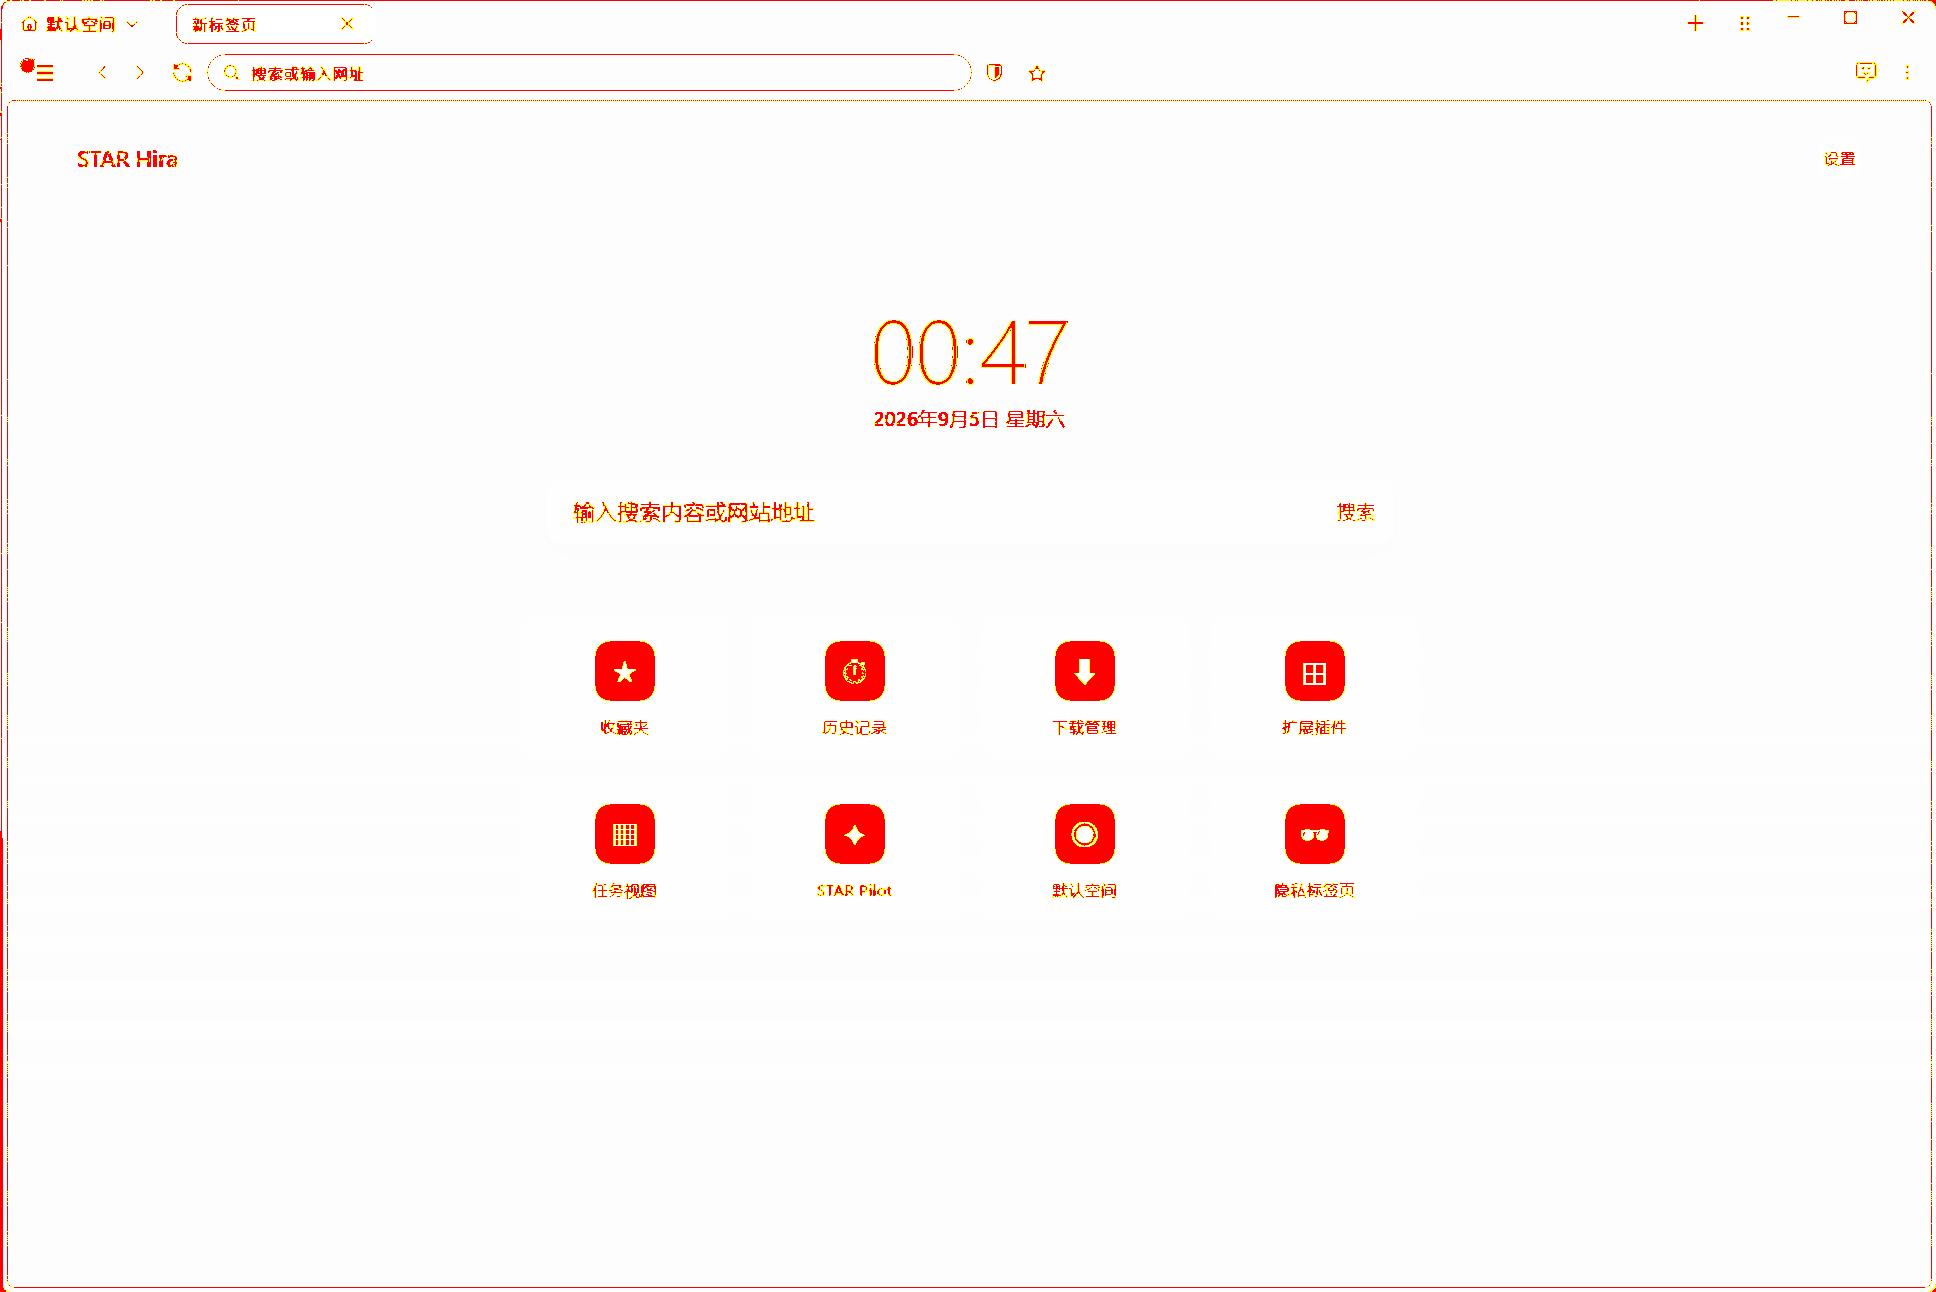 默认空间
新标签页
搜索或输入网址
STAR Hira
设置
00:47
2026年9月5日 星期六
输入搜索内容或网站地址
搜索
收藏夹
历史记录
下载管理
扩展插件
任务视图
STAR Pilot
默认空间
隐私标签页